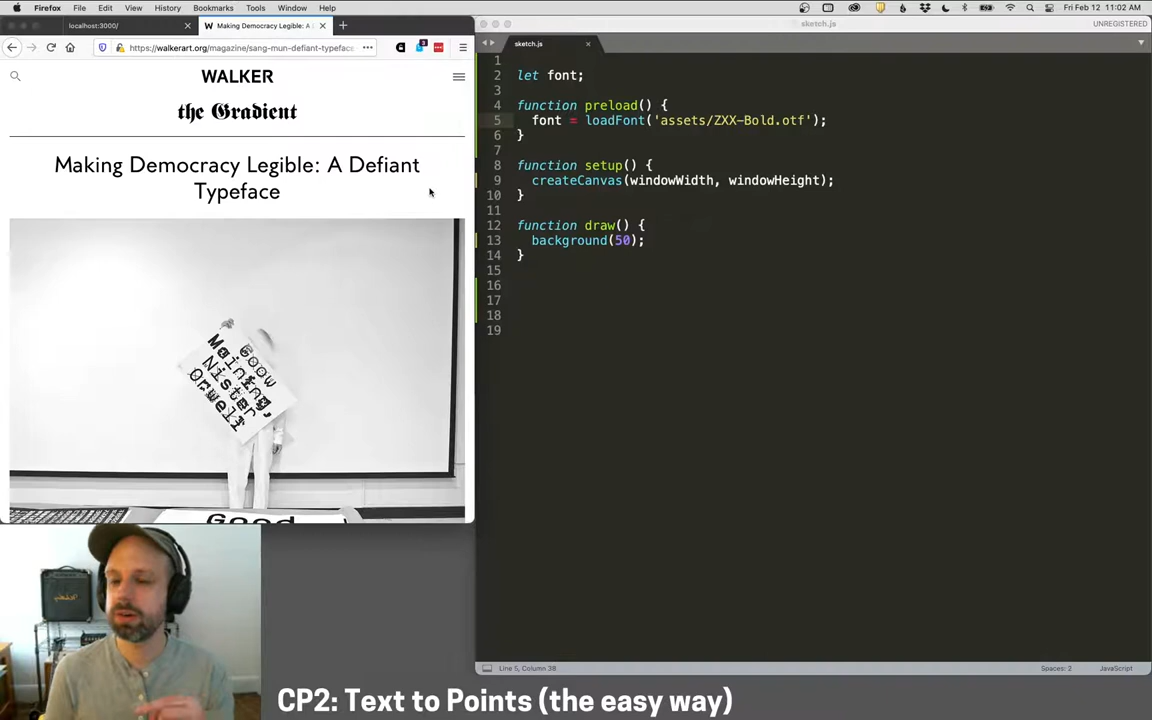 Firefox File Edit View History Bookmarks Tools Window Help
Fri Feb 12 11:02 AM
localhost:3000/
W Making Democracy Legible: A
https://walkerart.org/magazine/sang-mun-defiant-typeface
3
WALKER
the Gradient
Making Democracy Legible: A Defiant
Typeface
Good
sketch.js
UNREGISTERED
sketch.js
1
2 let font;
3
4 function preload() {
5 font = loadFont('assets/ZXX-Bold.otf');
6 }
7
8 function setup() {
9 createCanvas(windowWidth, windowHeight);
10 }
11
12 function draw() {
13 background(50);
14 }
15
16
17
18
19
Line 5, Column 38
Spaces: 2
JavaScript
CP2: Text to Points (the easy way)